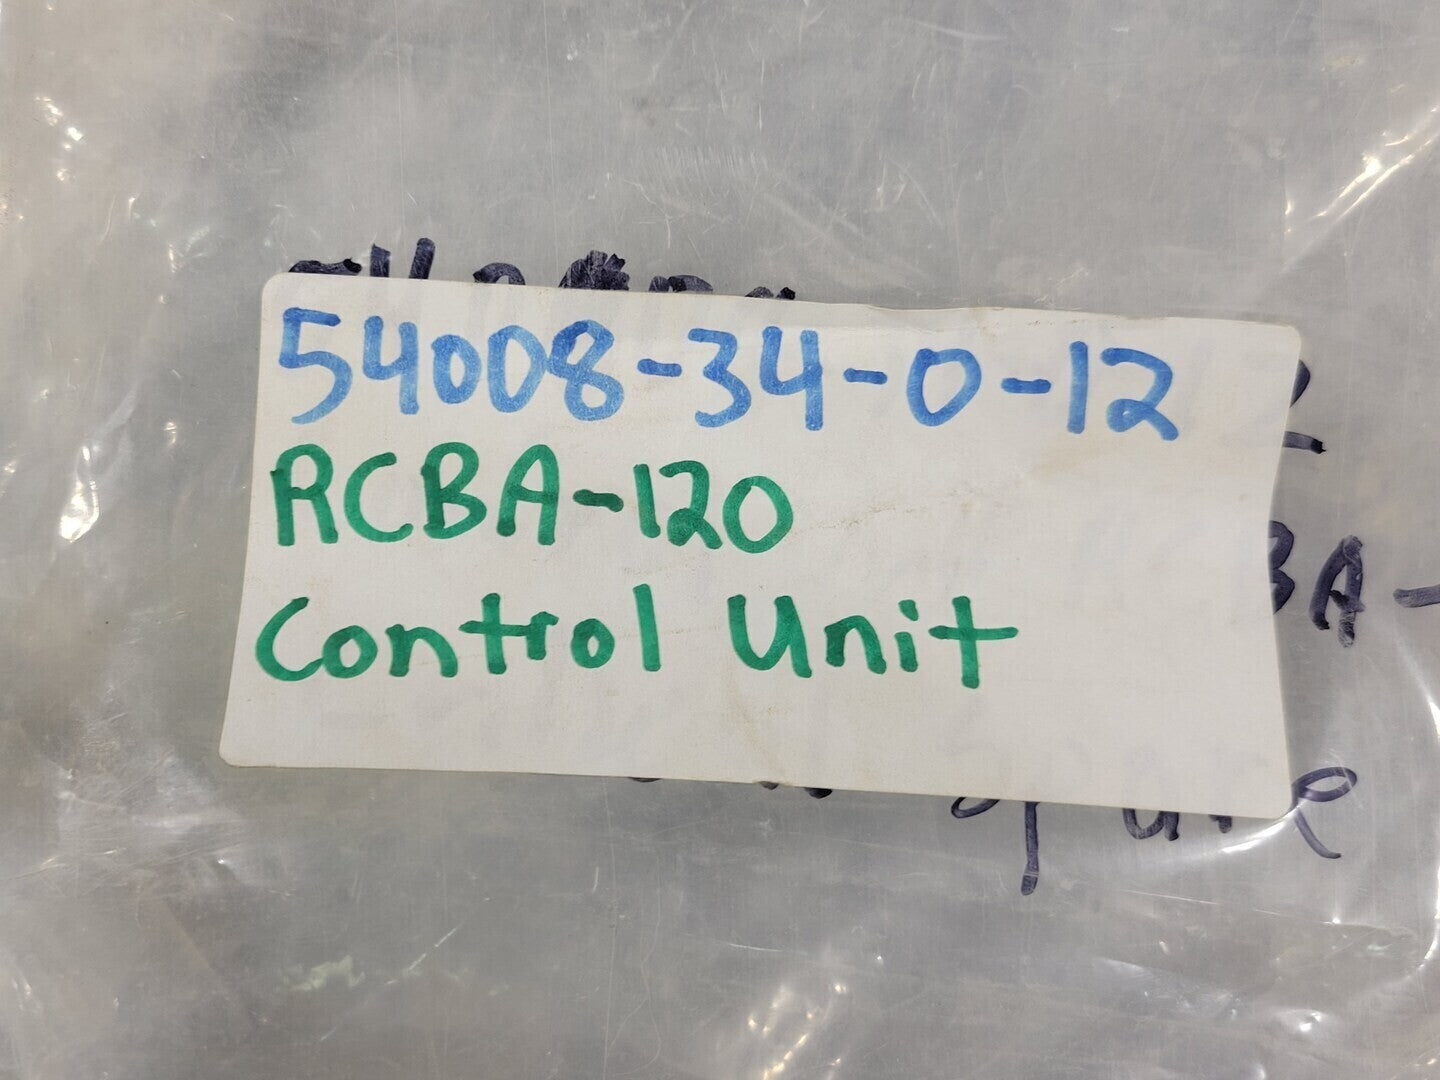 54008-34-0-12
RCBA-120
Control Unit